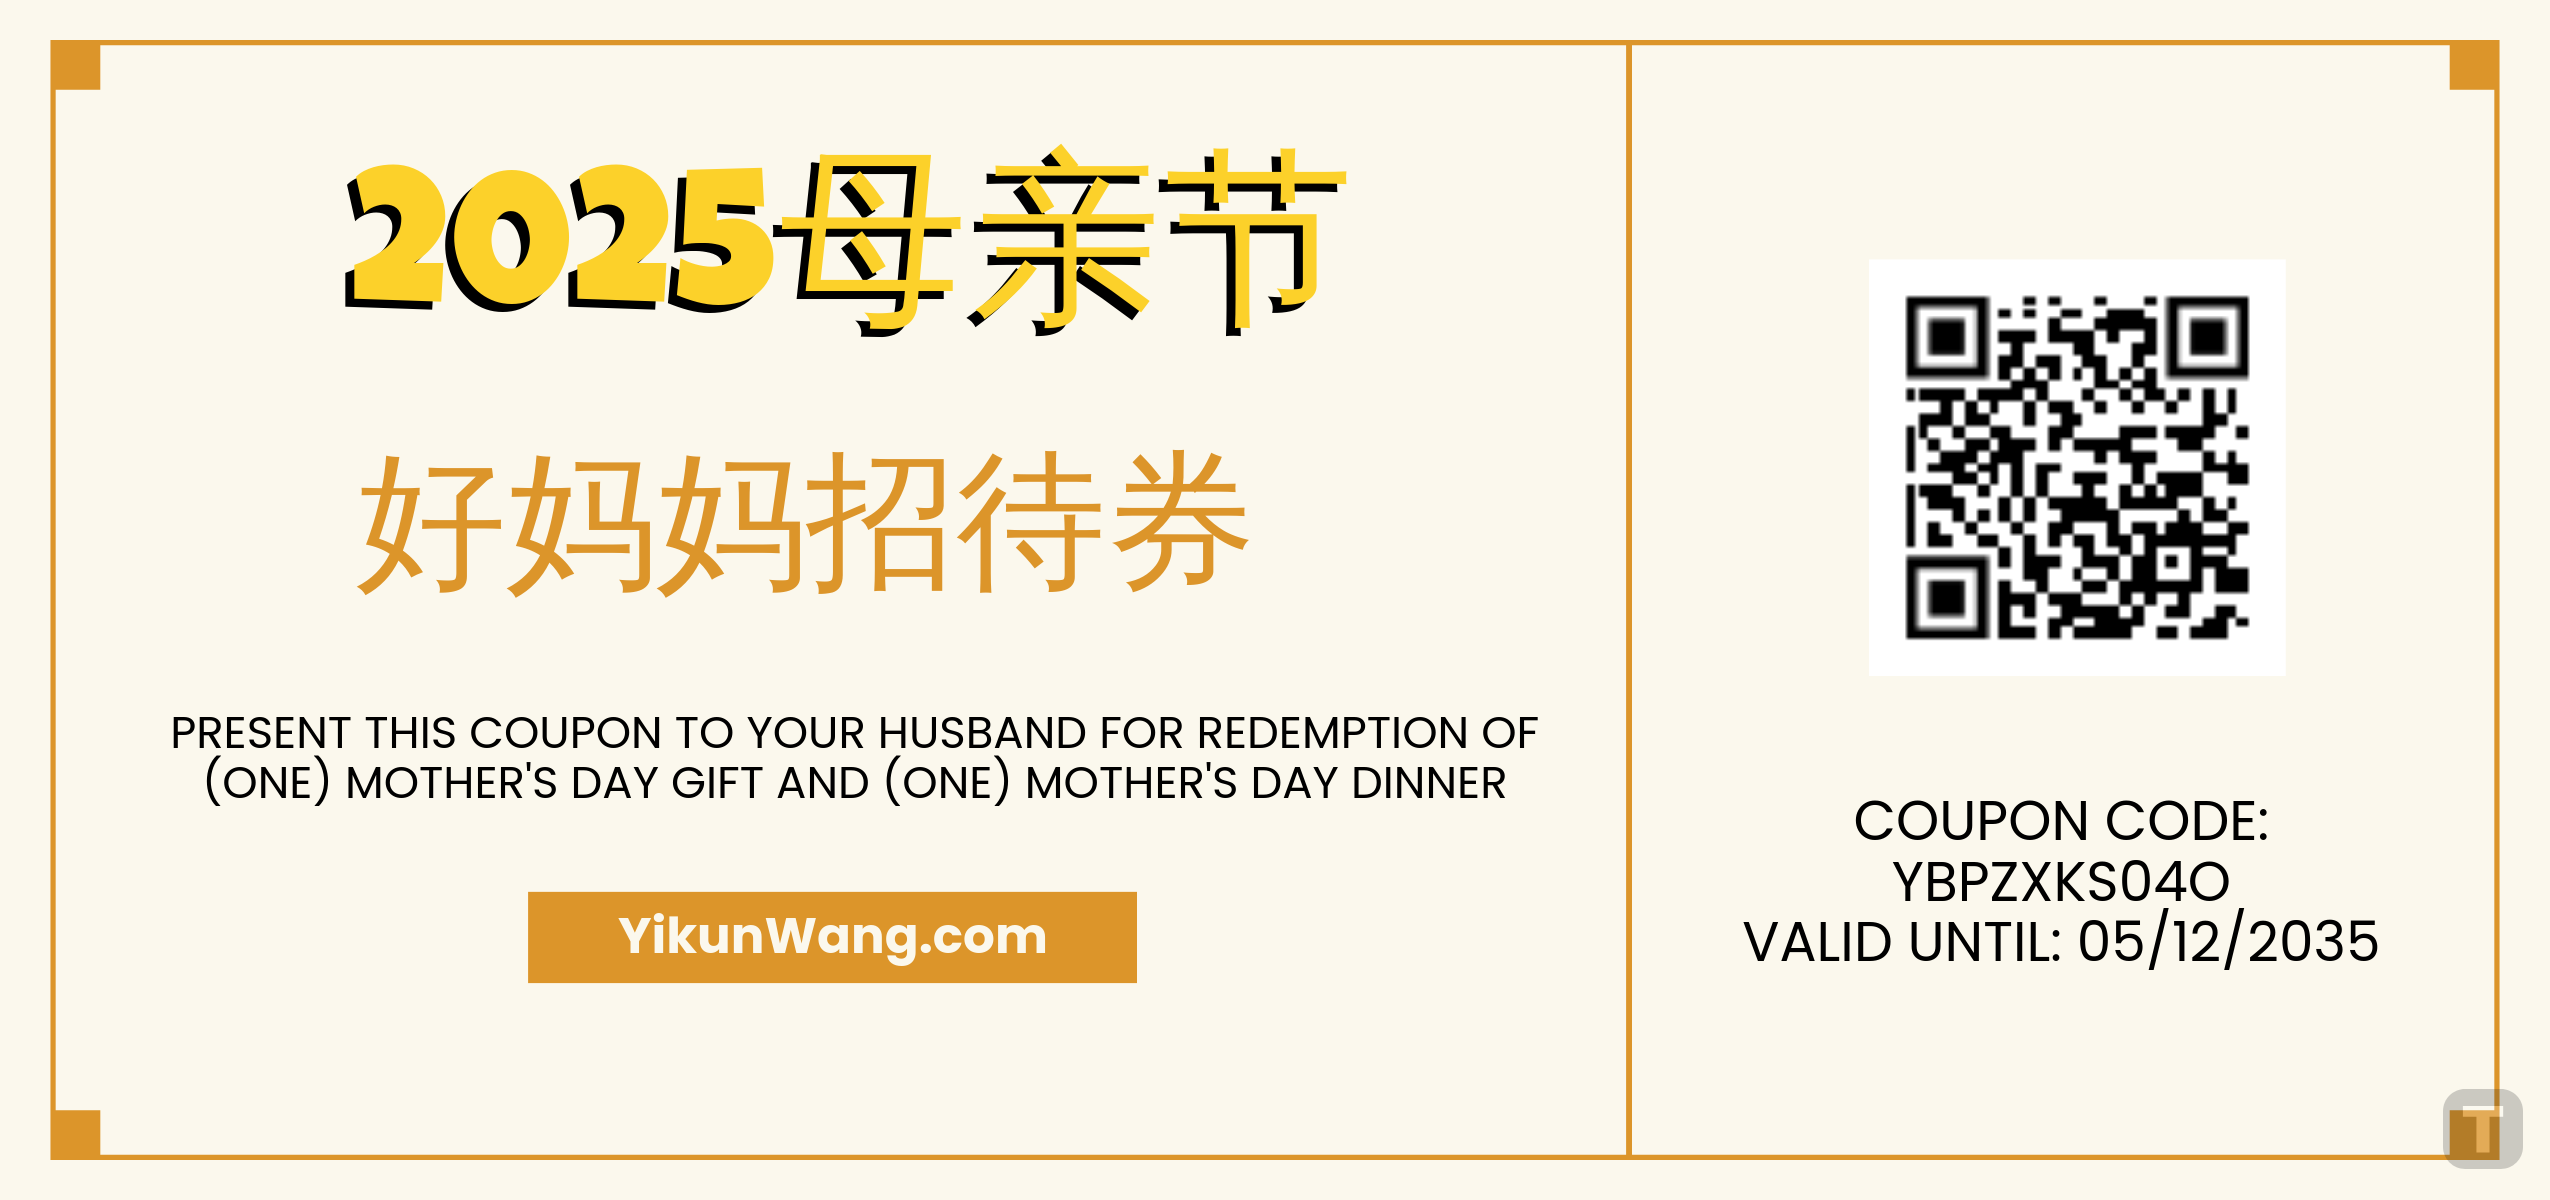 2025母亲节
好妈妈招待券
PRESENT THIS COUPON TO YOUR HUSBAND FOR REDEMPTION OF
(ONE) MOTHER'S DAY GIFT AND (ONE) MOTHER'S DAY DINNER
YikunWang.com
COUPON CODE:
YBPZXKS04O
VALID UNTIL: 05/12/2035
T